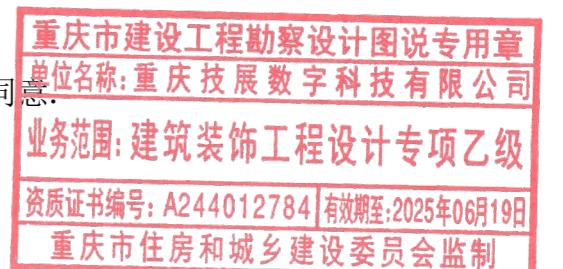 重庆市建设工程勘察设计图说专用章
同意.
单位名称:重庆技展数字科技有限公司
业务范围:建筑装饰工程设计专项乙级
资质证书编号:A244012784 有效期至:2025年06月19日
重庆市住房和城乡建设委员会监制